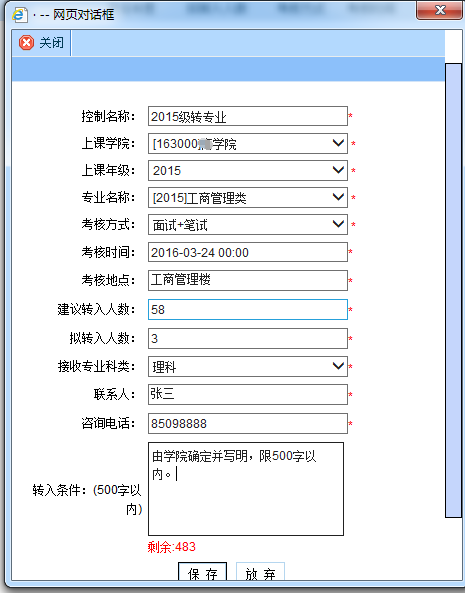 · -- 网页对话框
关闭
控制名称： 2015级转专业*
上课学院： [163000] 学院 *
上课年级： 2015 *
专业名称： [2015]工商管理类 *
考核方式： 面试+笔试 *
考核时间： 2016-03-24 00:00 *
考核地点： 工商管理楼 *
建议转入人数： 58 *
拟转入人数： 3 *
接收专业科类： 理科 *
联系人： 张三 *
咨询电话： 85098888 *
由学院确定并写明，限500字以
内。
转入条件：(500字以
内)
剩余:483
保 存 放 弃